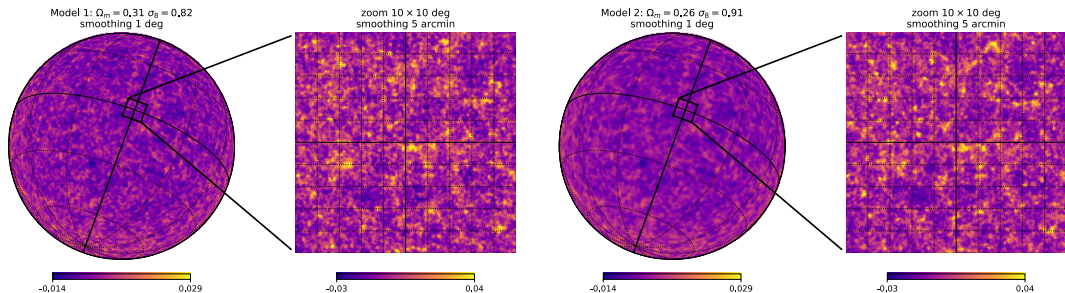 Model 1: Ωₘ = 0.31 σ₈ = 0.82
smoothing 1 deg
zoom 10 × 10 deg
smoothing 5 arcmin
-0.014 0.029
-0.03 0.04
Model 2: Ωₘ = 0.26 σ₈ = 0.91
smoothing 1 deg
zoom 10 × 10 deg
smoothing 5 arcmin
-0.014 0.029
-0.03 0.04